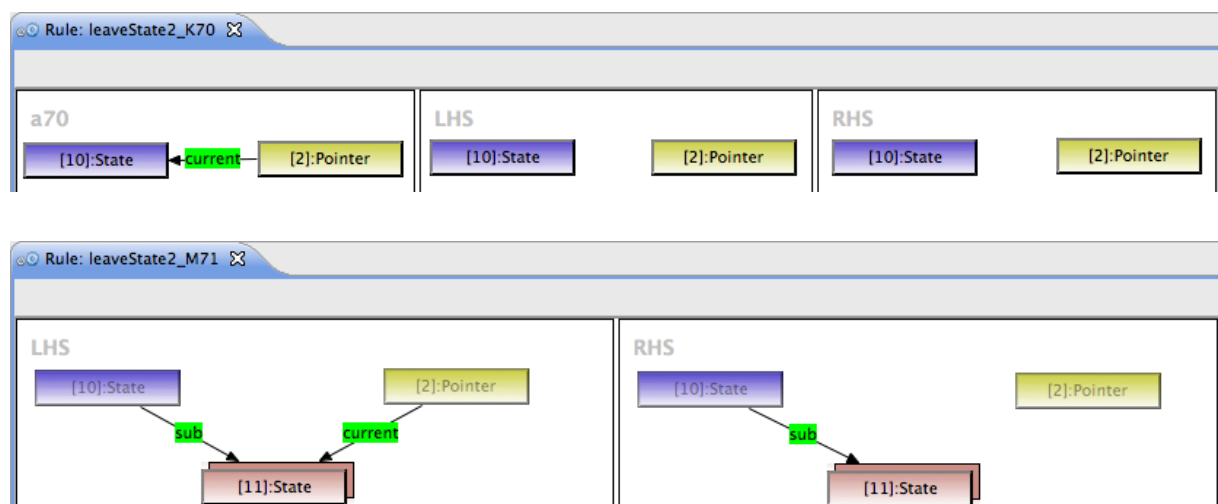 Rule: leaveState2_K70
a70 LHS RHS
[10]:State current [2]:Pointer [10]:State [2]:Pointer [10]:State [2]:Pointer
Rule: leaveState2_M71
LHS RHS
[10]:State [2]:Pointer [10]:State [2]:Pointer
sub current sub
[11]:State [11]:State